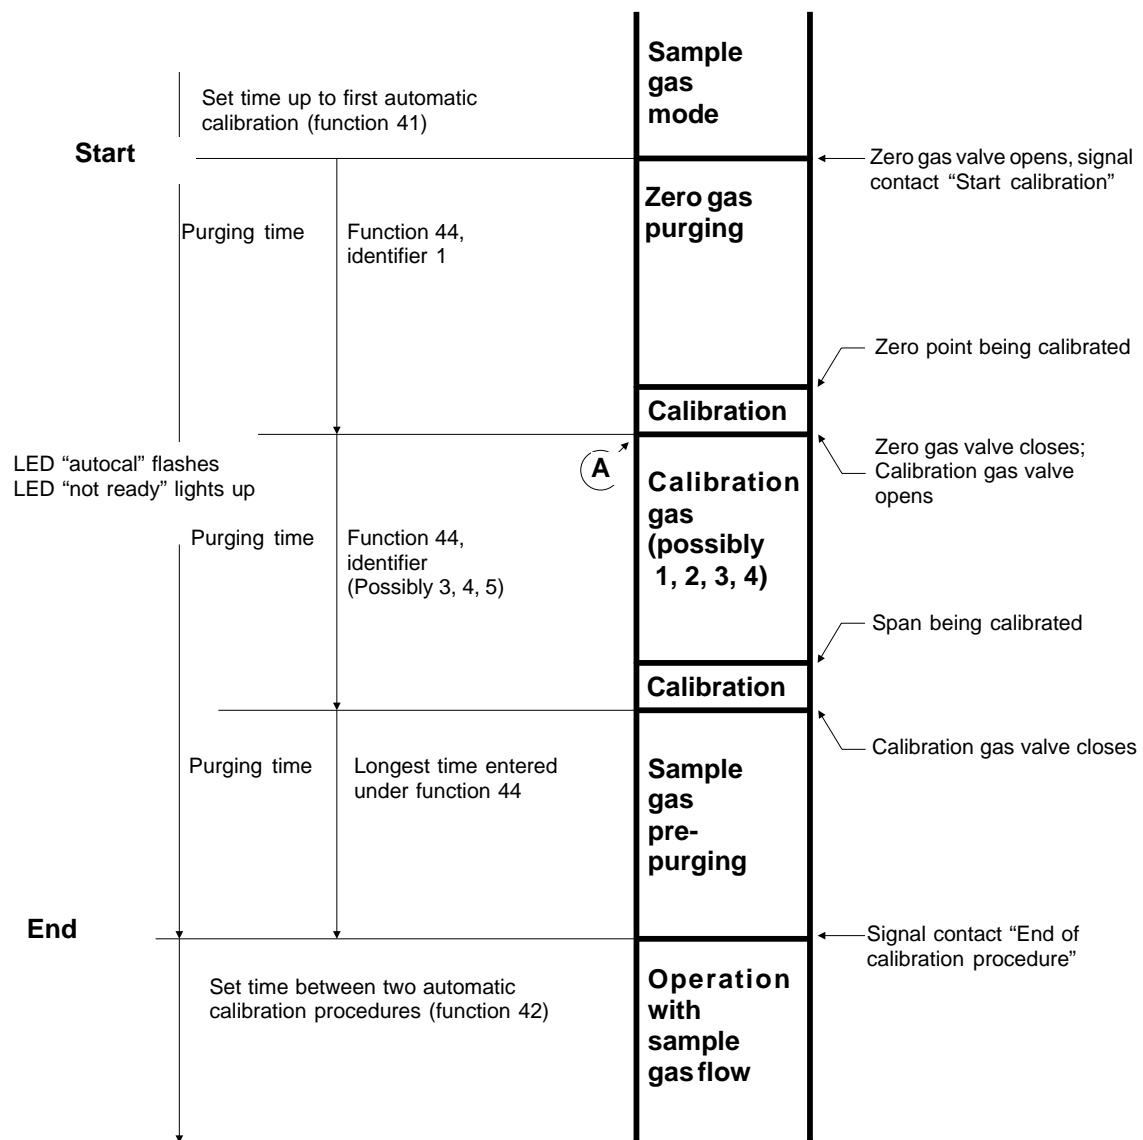 Sample
gas
mode
Set time up to first automatic
calibration (function 41)
Start
Zero gas valve opens, signal
contact “Start calibration”
Zero gas
purging
Purging time
Function 44,
identifier 1
Zero point being calibrated
Calibration
LED “autocal” flashes
LED “not ready” lights up
A
Zero gas valve closes;
Calibration gas valve
opens
Calibration
gas
(possibly
1, 2, 3, 4)
Purging time
Function 44,
identifier
(Possibly 3, 4, 5)
Span being calibrated
Calibration
Calibration gas valve closes
Purging time
Longest time entered
under function 44
Sample
gas
pre-
purging
End
Signal contact “End of
calibration procedure”
Set time between two automatic
calibration procedures (function 42)
Operation
with
sample
gas flow